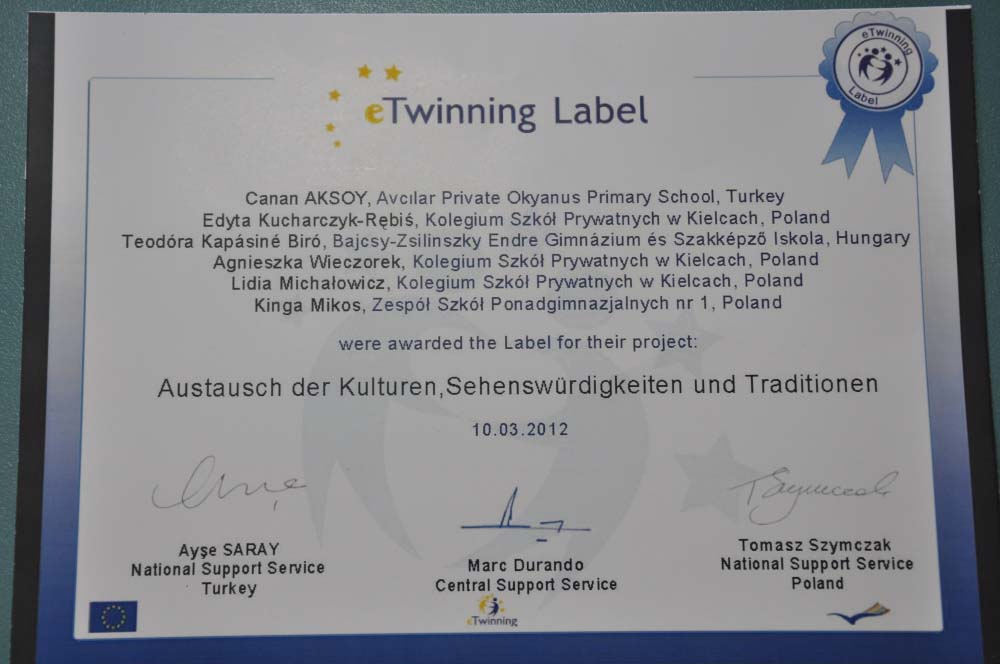 eTwinning
Label
eTwinning Label
Canan AKSOY, Avcılar Private Okyanus Primary School, Turkey
Edyta Kucharczyk-Rębiś, Kolegium Szkół Prywatnych w Kielcach, Poland
Teodóra Kapásiné Biró, Bajcsy-Zsilinszky Endre Gimnázium és Szakképző Iskola, Hungary
Agnieszka Wieczorek, Kolegium Szkół Prywatnych w Kielcach, Poland
Lidia Michałowicz, Kolegium Szkół Prywatnych w Kielcach, Poland
Kinga Mikos, Zespół Szkół Ponadgimnazjalnych nr 1, Poland
were awarded the Label for their project:
Austausch der Kulturen,Sehenswürdigkeiten und Traditionen
10.03.2012
Ayşe SARAY
National Support Service
Turkey
Marc Durando
Central Support Service
eTwinning
Tomasz Szymczak
National Support Service
Poland